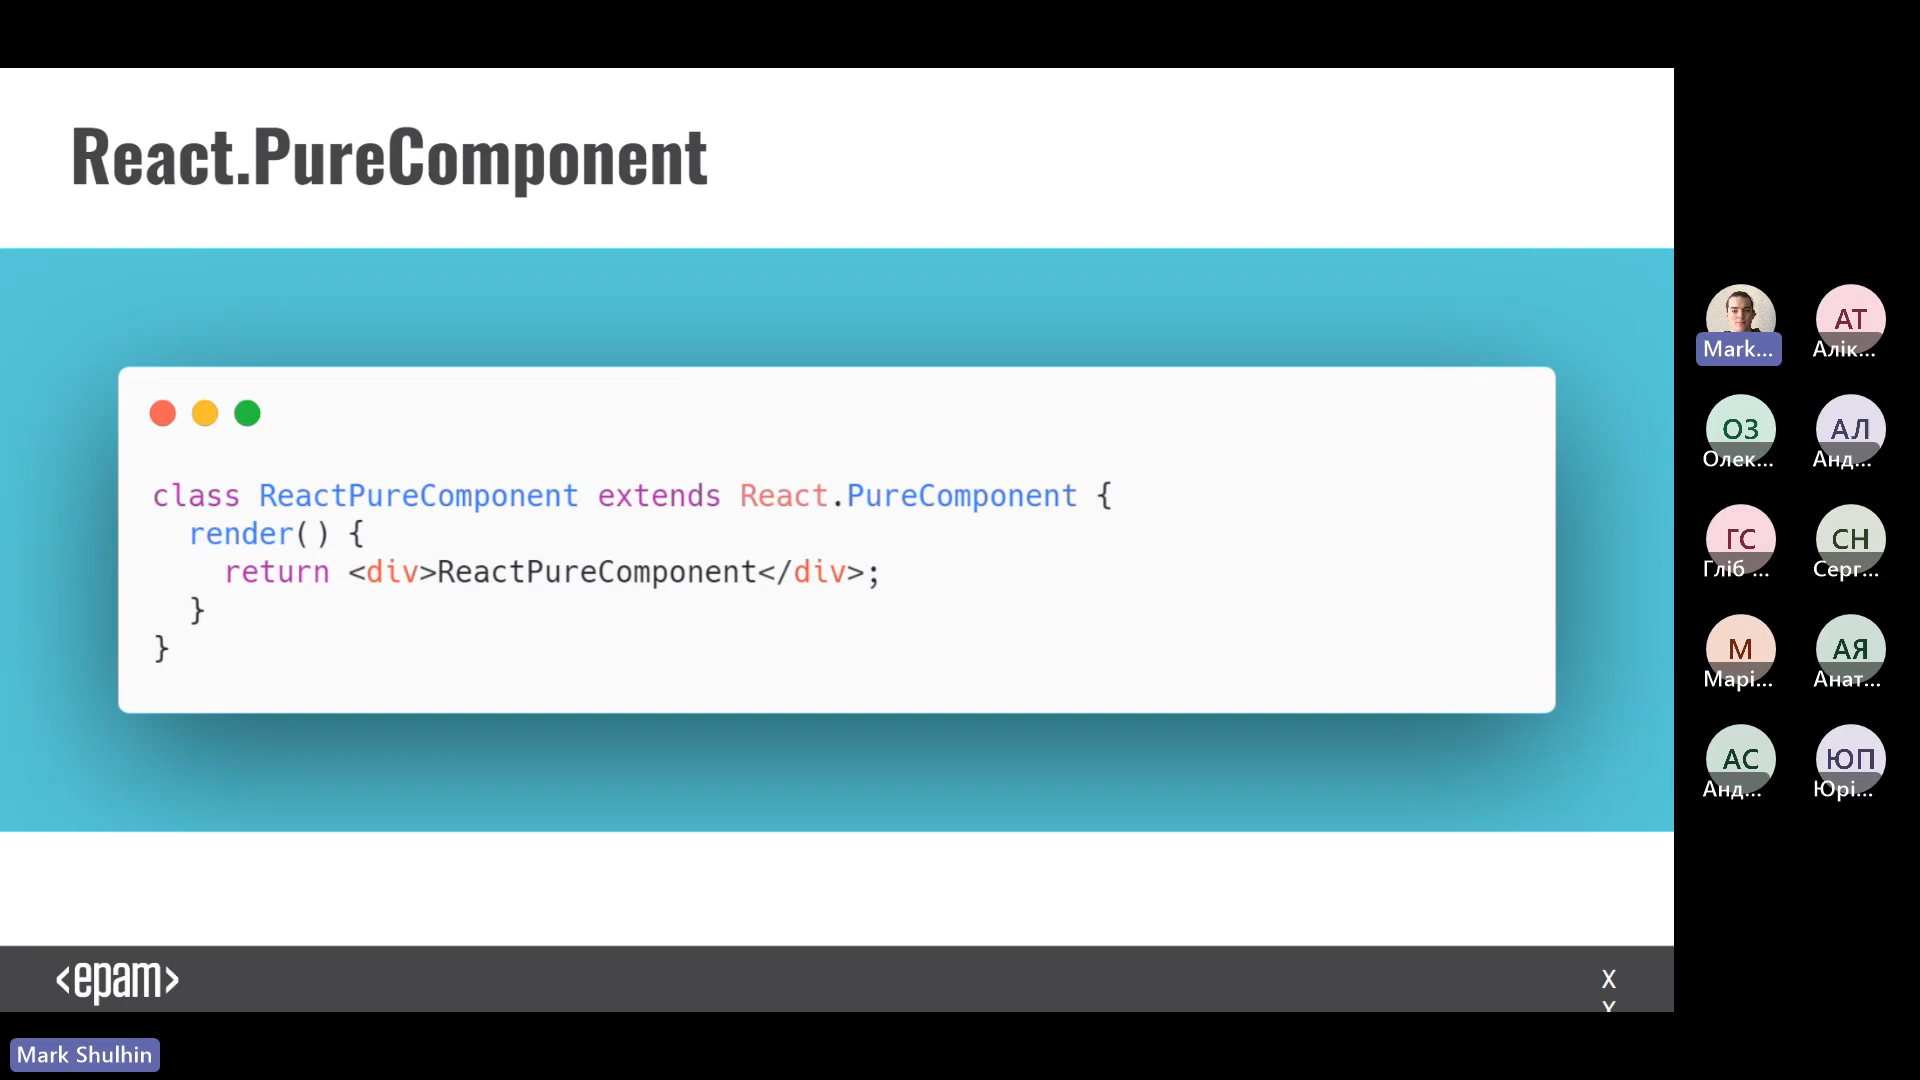 React.PureComponent
class ReactPureComponent extends React.PureComponent {
  render() {
    return <div>ReactPureComponent</div>;
  }
}
<epam>
X
Mark Shulhin
Mark...
АТ
Алік...
ОЗ
Олек...
АЛ
Анд...
ГС
Гліб ...
СН
Серг...
М
Марі...
АЯ
Анат...
АС
Анд...
ЮП
Юрі...